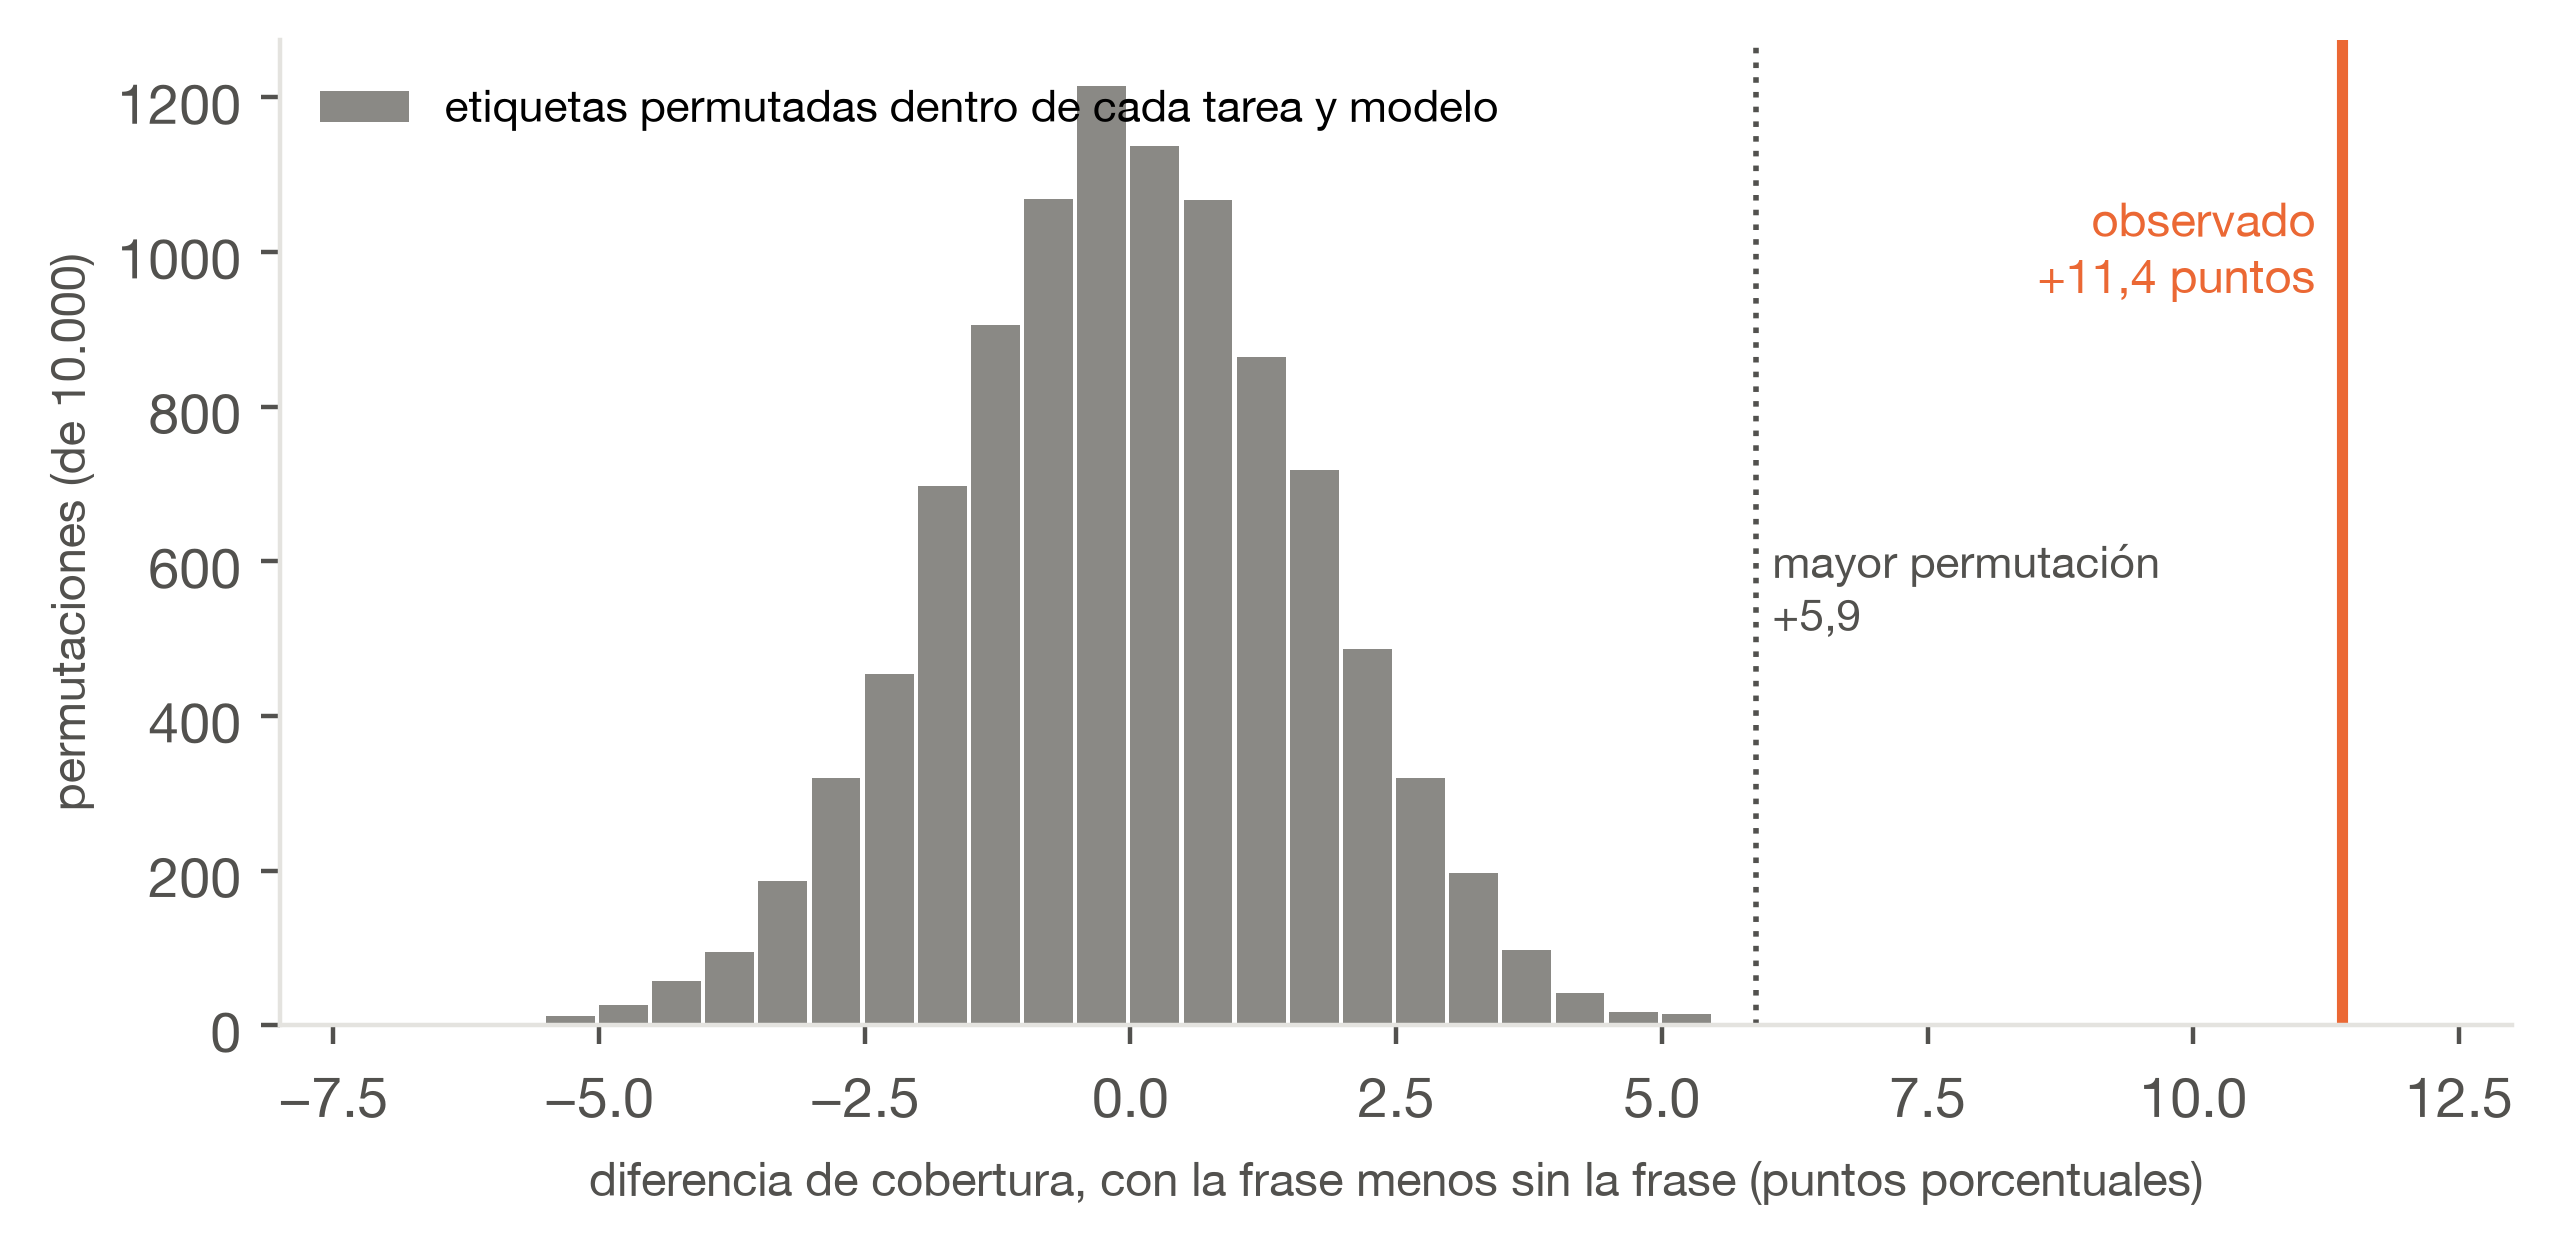 etiquetas permutadas dentro de cada tarea y modelo
observado
+11,4 puntos
mayor permutación
+5,9
permutaciones (de 10.000)
1200
1000
800
600
400
200
0
−7.5 −5.0 −2.5 0.0 2.5 5.0 7.5 10.0 12.5
diferencia de cobertura, con la frase menos sin la frase (puntos porcentuales)